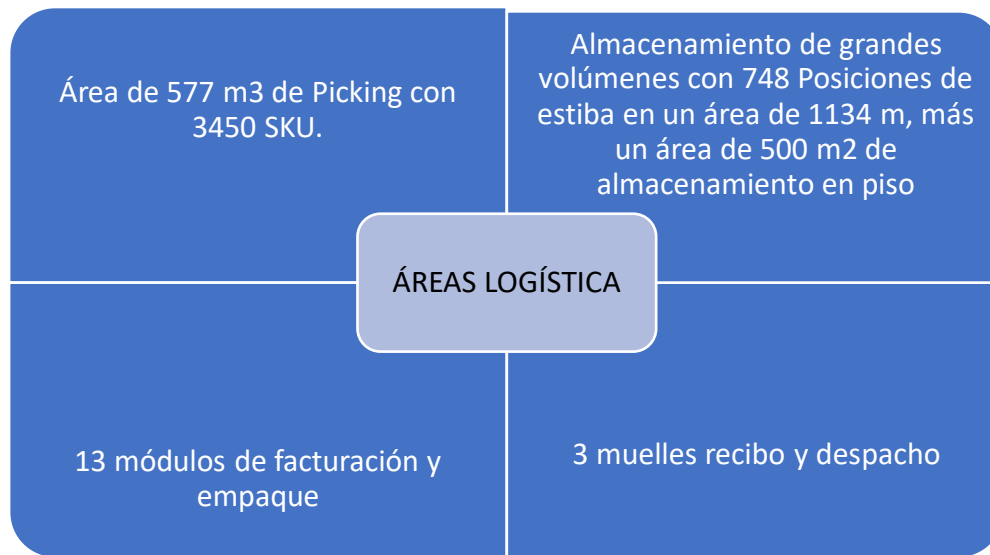 Área de 577 m3 de Picking con
3450 SKU.
Almacenamiento de grandes
volúmenes con 748 Posiciones de
estiba en un área de 1134 m, más
un área de 500 m2 de
almacenamiento en piso
ÁREAS LOGÍSTICA
13 módulos de facturación y
empaque
3 muelles recibo y despacho